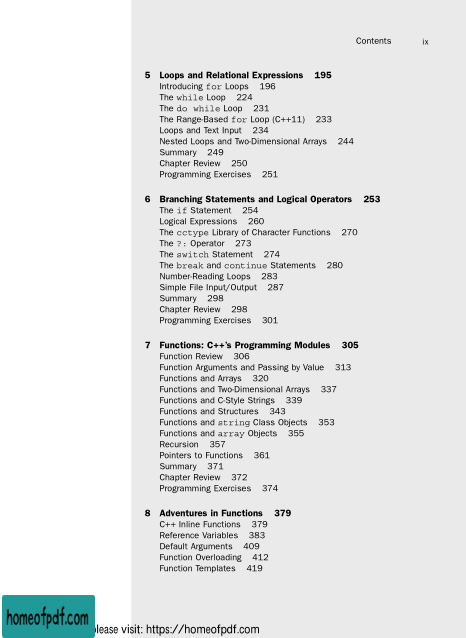 Contents ix
5 Loops and Relational Expressions 195
Introducing for Loops 196
The while Loop 224
The do while Loop 231
The Range-Based for Loop (C++11) 233
Loops and Text Input 234
Nested Loops and Two-Dimensional Arrays 244
Summary 249
Chapter Review 250
Programming Exercises 251
6 Branching Statements and Logical Operators 253
The if Statement 254
Logical Expressions 260
The cctype Library of Character Functions 270
The ?: Operator 273
The switch Statement 274
The break and continue Statements 280
Number-Reading Loops 283
Simple File Input/Output 287
Summary 298
Chapter Review 298
Programming Exercises 301
7 Functions: C++'s Programming Modules 305
Function Review 306
Function Arguments and Passing by Value 313
Functions and Arrays 320
Functions and Two-Dimensional Arrays 337
Functions and C-Style Strings 339
Functions and Structures 343
Functions and string Class Objects 353
Functions and array Objects 355
Recursion 357
Pointers to Functions 361
Summary 371
Chapter Review 372
Programming Exercises 374
8 Adventures in Functions 379
C++ Inline Functions 379
Reference Variables 383
Default Arguments 409
Function Overloading 412
Function Templates 419
homeofpdf.com
lease visit: https://homeofpdf.com